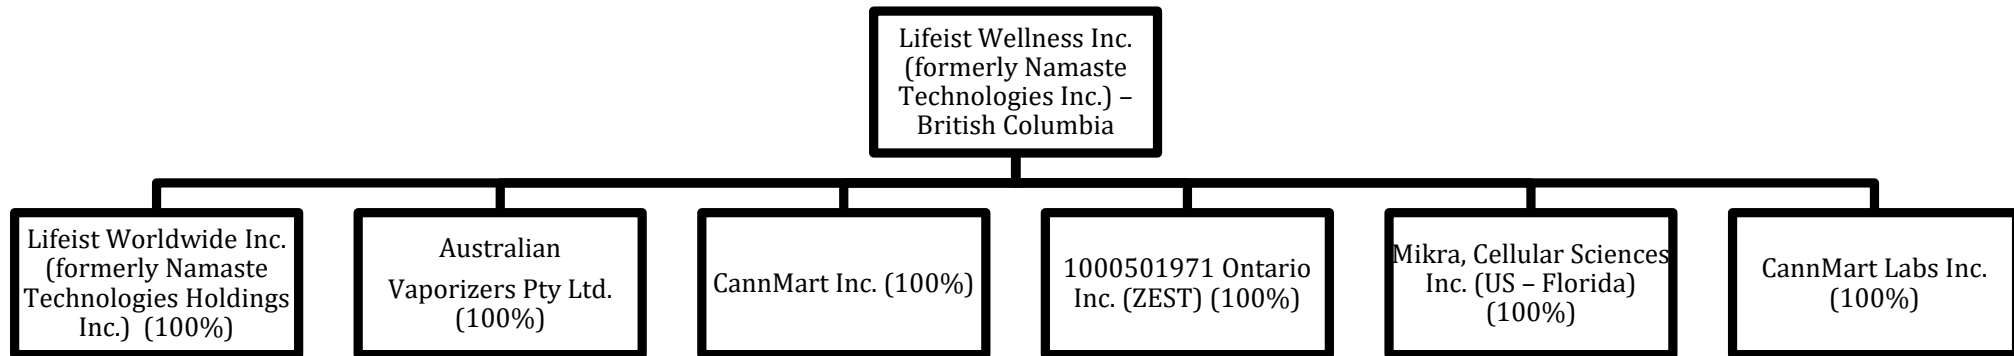 Lifeist Wellness Inc.
(formerly Namaste
Technologies Inc.) –
British Columbia
Lifeist Worldwide Inc.
(formerly Namaste
Technologies Holdings
Inc.) (100%)
Australian
Vaporizers Pty Ltd.
(100%)
CannMart Inc. (100%)
1000501971 Ontario
Inc. (ZEST) (100%)
Mikra, Cellular Sciences
Inc. (US – Florida)
(100%)
CannMart Labs Inc.
(100%)